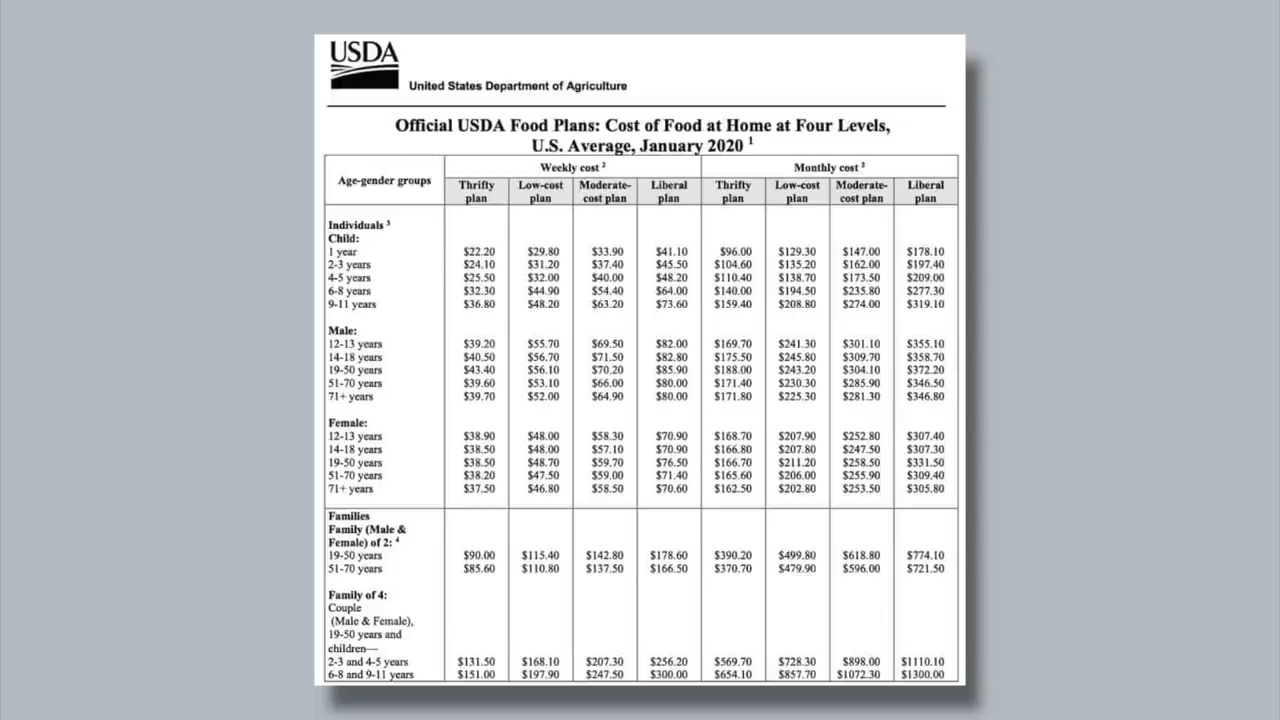 USDA
United States Department of Agriculture
Official USDA Food Plans: Cost of Food at Home at Four Levels,
U.S. Average, January 2020 1
Age-gender groups Weekly cost 2 Monthly cost 2
Thrifty plan Low-cost plan Moderate-cost plan Liberal plan Thrifty plan Low-cost plan Moderate-cost plan Liberal plan
Individuals 3
Child:
1 year $22.20 $29.80 $33.90 $41.10 $96.00 $129.30 $147.00 $178.10
2-3 years $24.10 $31.20 $37.40 $45.50 $104.60 $135.20 $162.00 $197.40
4-5 years $25.50 $32.00 $40.00 $48.20 $110.40 $138.70 $173.50 $209.00
6-8 years $32.30 $44.90 $54.40 $64.00 $140.00 $194.50 $235.80 $277.30
9-11 years $36.80 $48.20 $63.20 $73.60 $159.40 $208.80 $274.00 $319.10
Male:
12-13 years $39.20 $55.70 $69.50 $82.00 $169.70 $241.30 $301.10 $355.10
14-18 years $40.50 $56.70 $71.50 $82.80 $175.50 $245.80 $309.70 $358.70
19-50 years $43.40 $56.10 $70.20 $85.90 $188.00 $243.20 $304.10 $372.20
51-70 years $39.60 $53.10 $66.00 $80.00 $171.40 $230.30 $285.90 $346.50
71+ years $39.70 $52.00 $64.90 $80.00 $171.80 $225.30 $281.30 $346.80
Female:
12-13 years $38.90 $48.00 $58.30 $70.90 $168.70 $207.90 $252.80 $307.40
14-18 years $38.50 $48.00 $57.10 $70.90 $166.80 $207.80 $247.50 $307.30
19-50 years $38.50 $48.70 $59.70 $76.50 $166.70 $211.20 $258.50 $331.50
51-70 years $38.20 $47.50 $59.00 $71.40 $165.60 $206.00 $255.90 $309.40
71+ years $37.50 $46.80 $58.50 $70.60 $162.50 $202.80 $253.50 $305.80
Families
Family (Male &
Female) of 2: 4
19-50 years $90.00 $115.40 $142.80 $178.60 $390.20 $499.80 $618.80 $774.10
51-70 years $85.60 $110.80 $137.50 $166.50 $370.70 $479.90 $596.00 $721.50
Family of 4:
Couple
(Male & Female),
19-50 years and
children—
2-3 and 4-5 years $131.50 $168.10 $207.30 $256.20 $569.70 $728.30 $898.00 $1110.10
6-8 and 9-11 years $151.00 $197.90 $247.50 $300.00 $654.10 $857.70 $1072.30 $1300.00